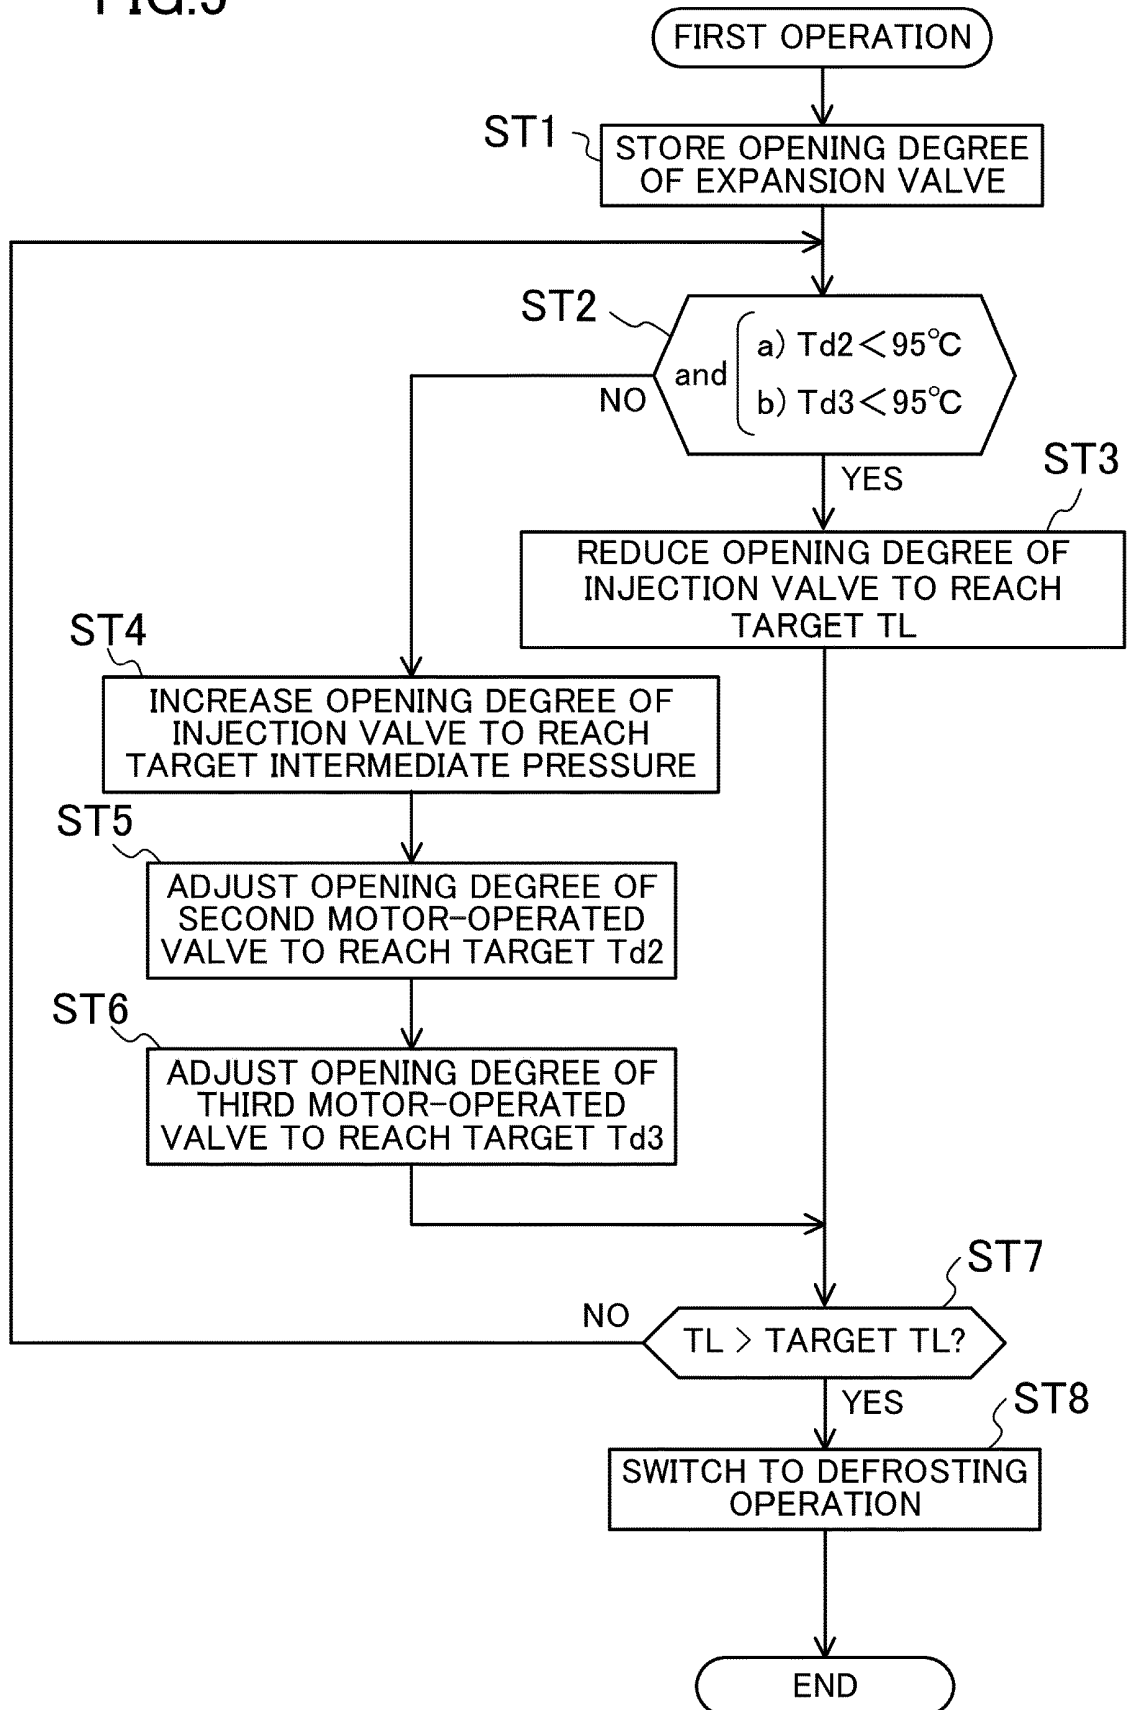 FIRST OPERATION
ST1
STORE OPENING DEGREE
OF EXPANSION VALVE
ST2
and
a) Td2<95℃
b) Td3<95℃
NO
YES
ST3
REDUCE OPENING DEGREE OF
INJECTION VALVE TO REACH
TARGET TL
ST4
INCREASE OPENING DEGREE OF
INJECTION VALVE TO REACH
TARGET INTERMEDIATE PRESSURE
ST5
ADJUST OPENING DEGREE OF
SECOND MOTOR-OPERATED
VALVE TO REACH TARGET Td2
ST6
ADJUST OPENING DEGREE OF
THIRD MOTOR-OPERATED
VALVE TO REACH TARGET Td3
ST7
NO
TL > TARGET TL?
YES
ST8
SWITCH TO DEFROSTING
OPERATION
END